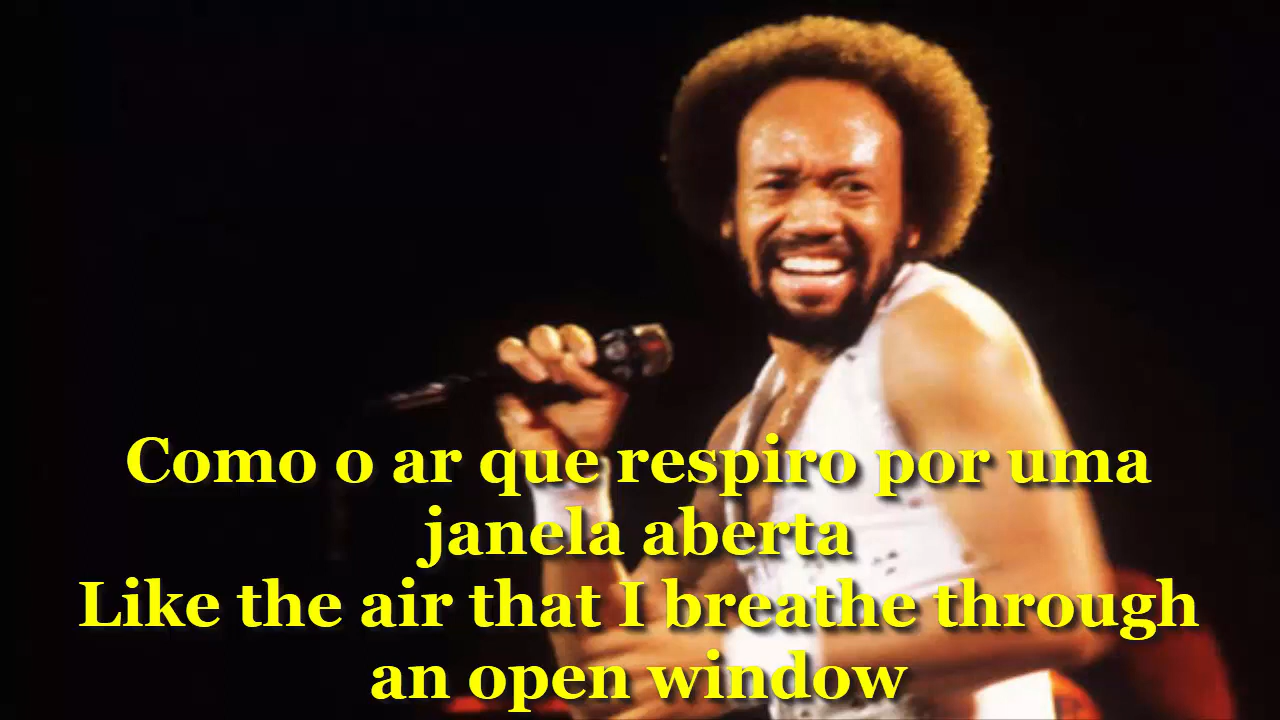 Como o ar que respiro por uma
janela aberta
Like the air that I breathe through
an open window